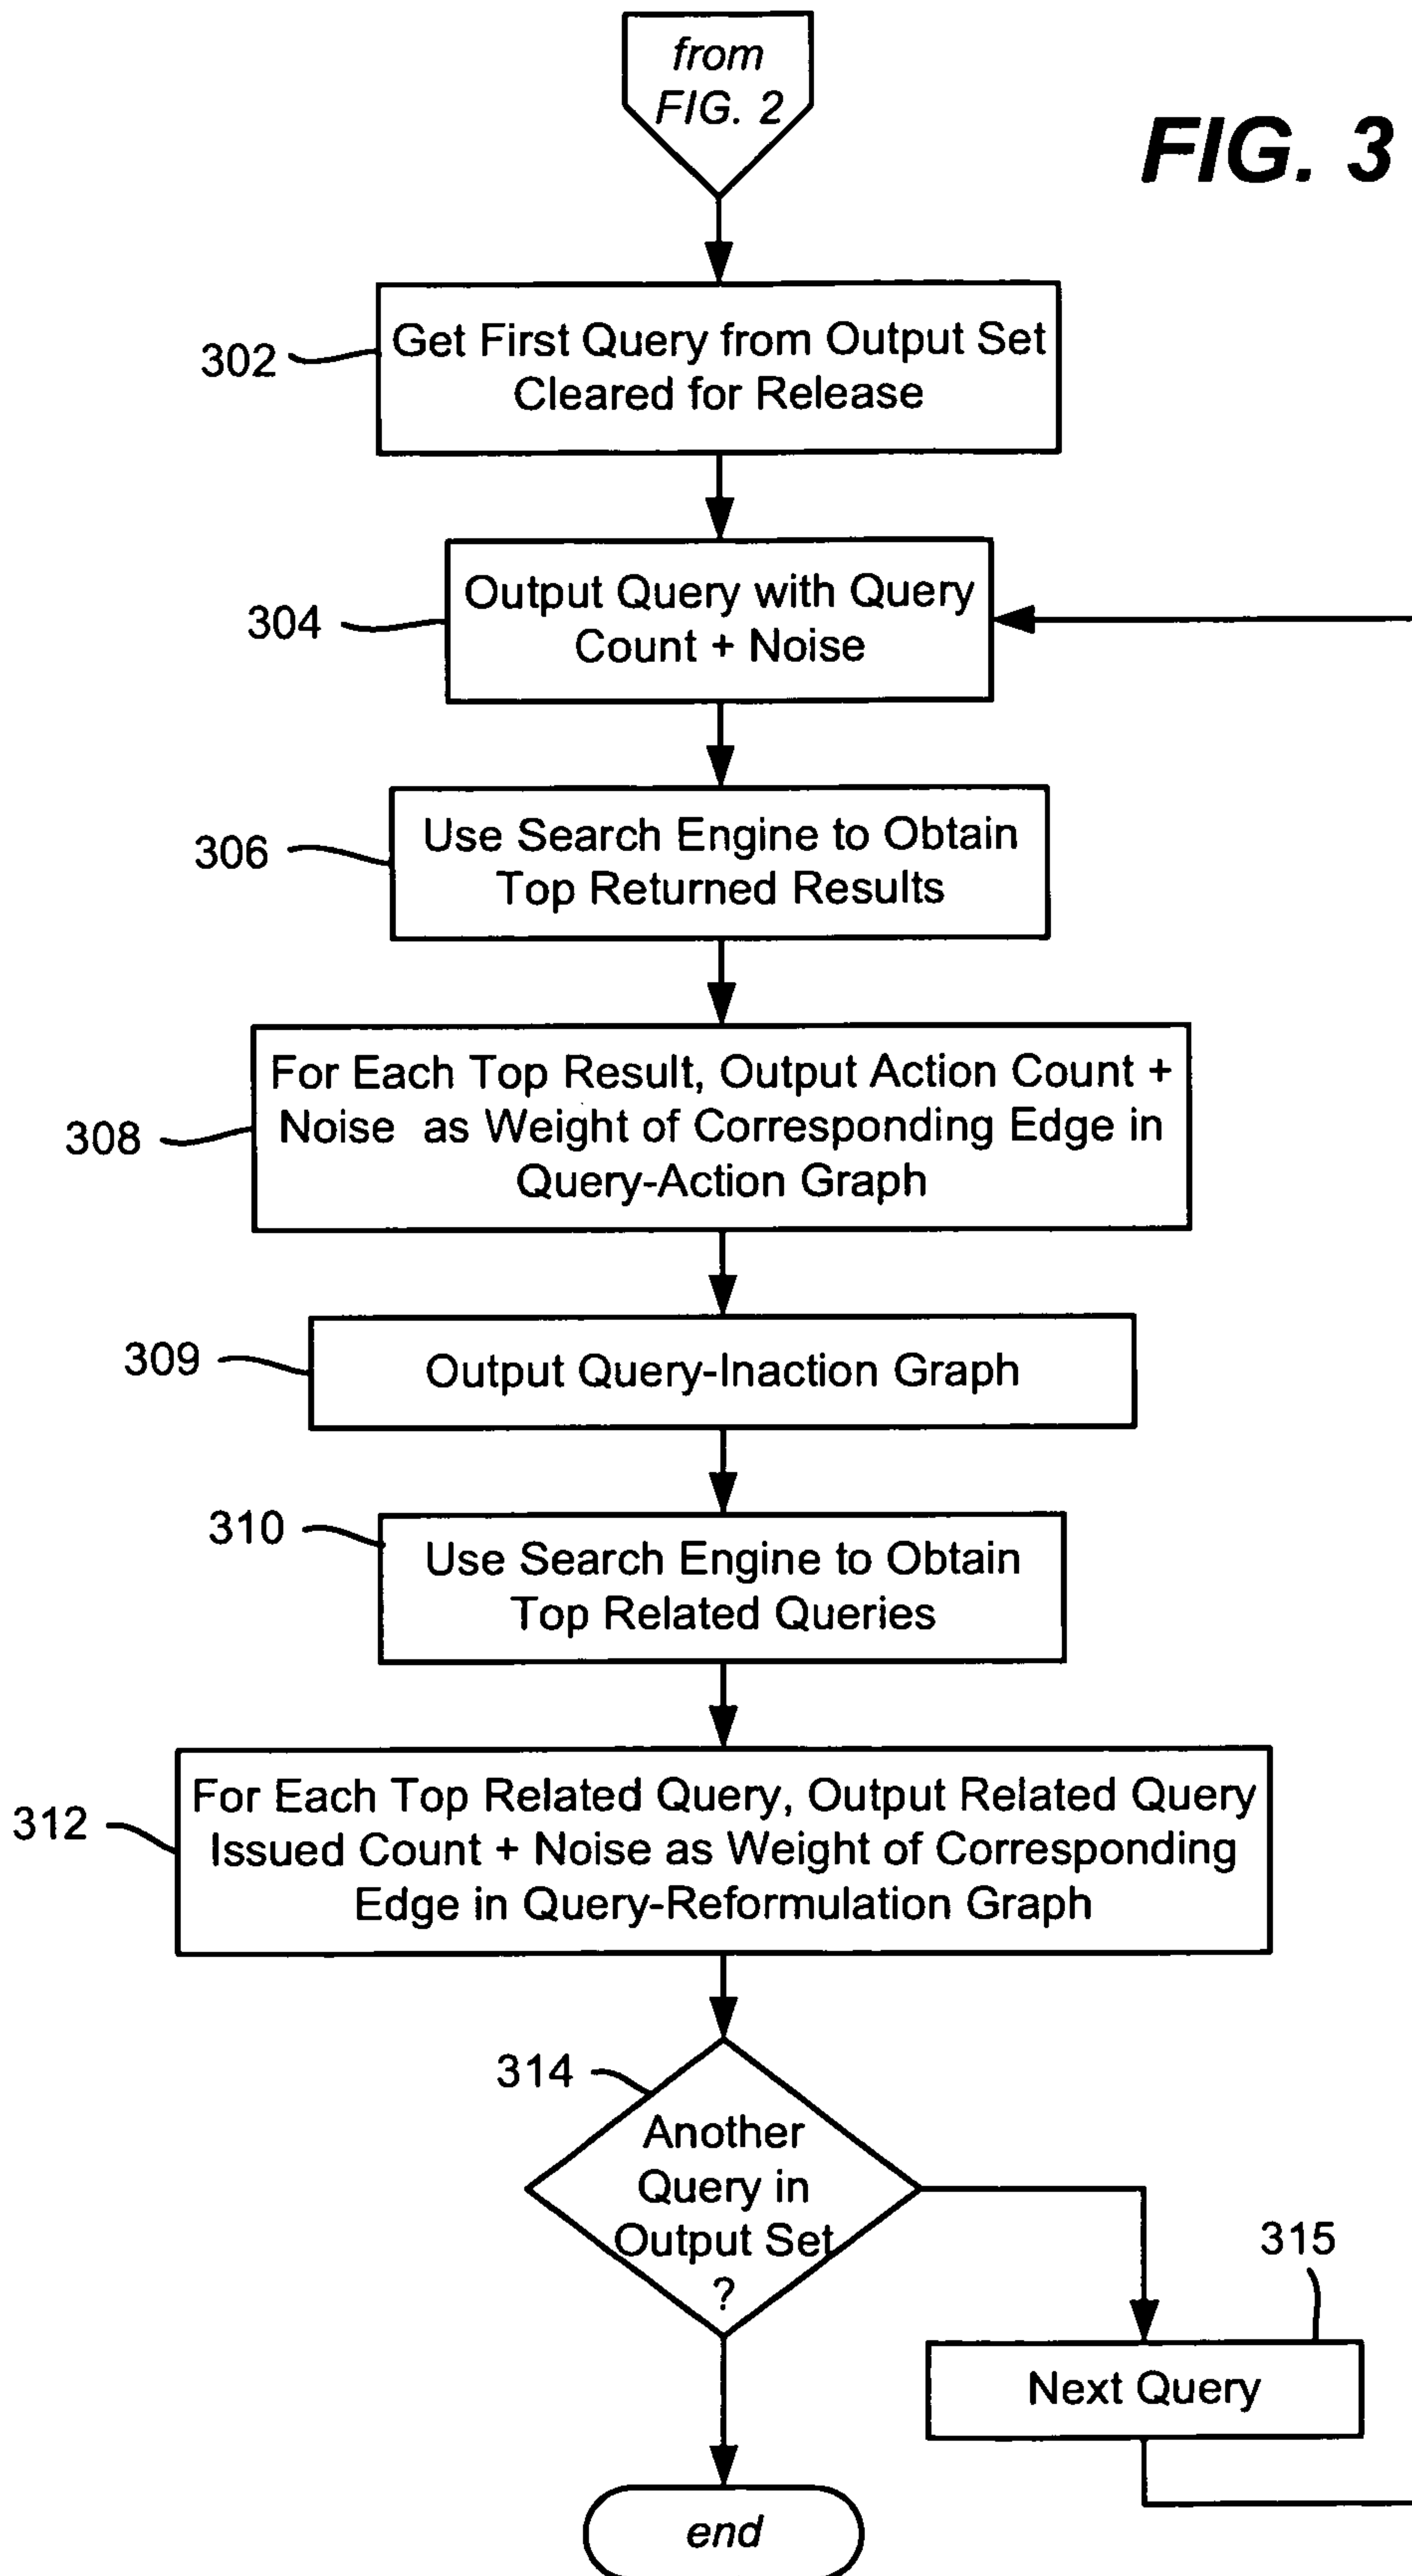 from
FIG. 2
FIG. 3
302
Get First Query from Output Set
Cleared for Release
304
Output Query with Query
Count + Noise
306
Use Search Engine to Obtain
Top Returned Results
308
For Each Top Result, Output Action Count +
Noise as Weight of Corresponding Edge in
Query-Action Graph
309
Output Query-Inaction Graph
310
Use Search Engine to Obtain
Top Related Queries
312
For Each Top Related Query, Output Related Query
Issued Count + Noise as Weight of Corresponding
Edge in Query-Reformulation Graph
314
Another
Query in
Output Set
?
315
Next Query
end